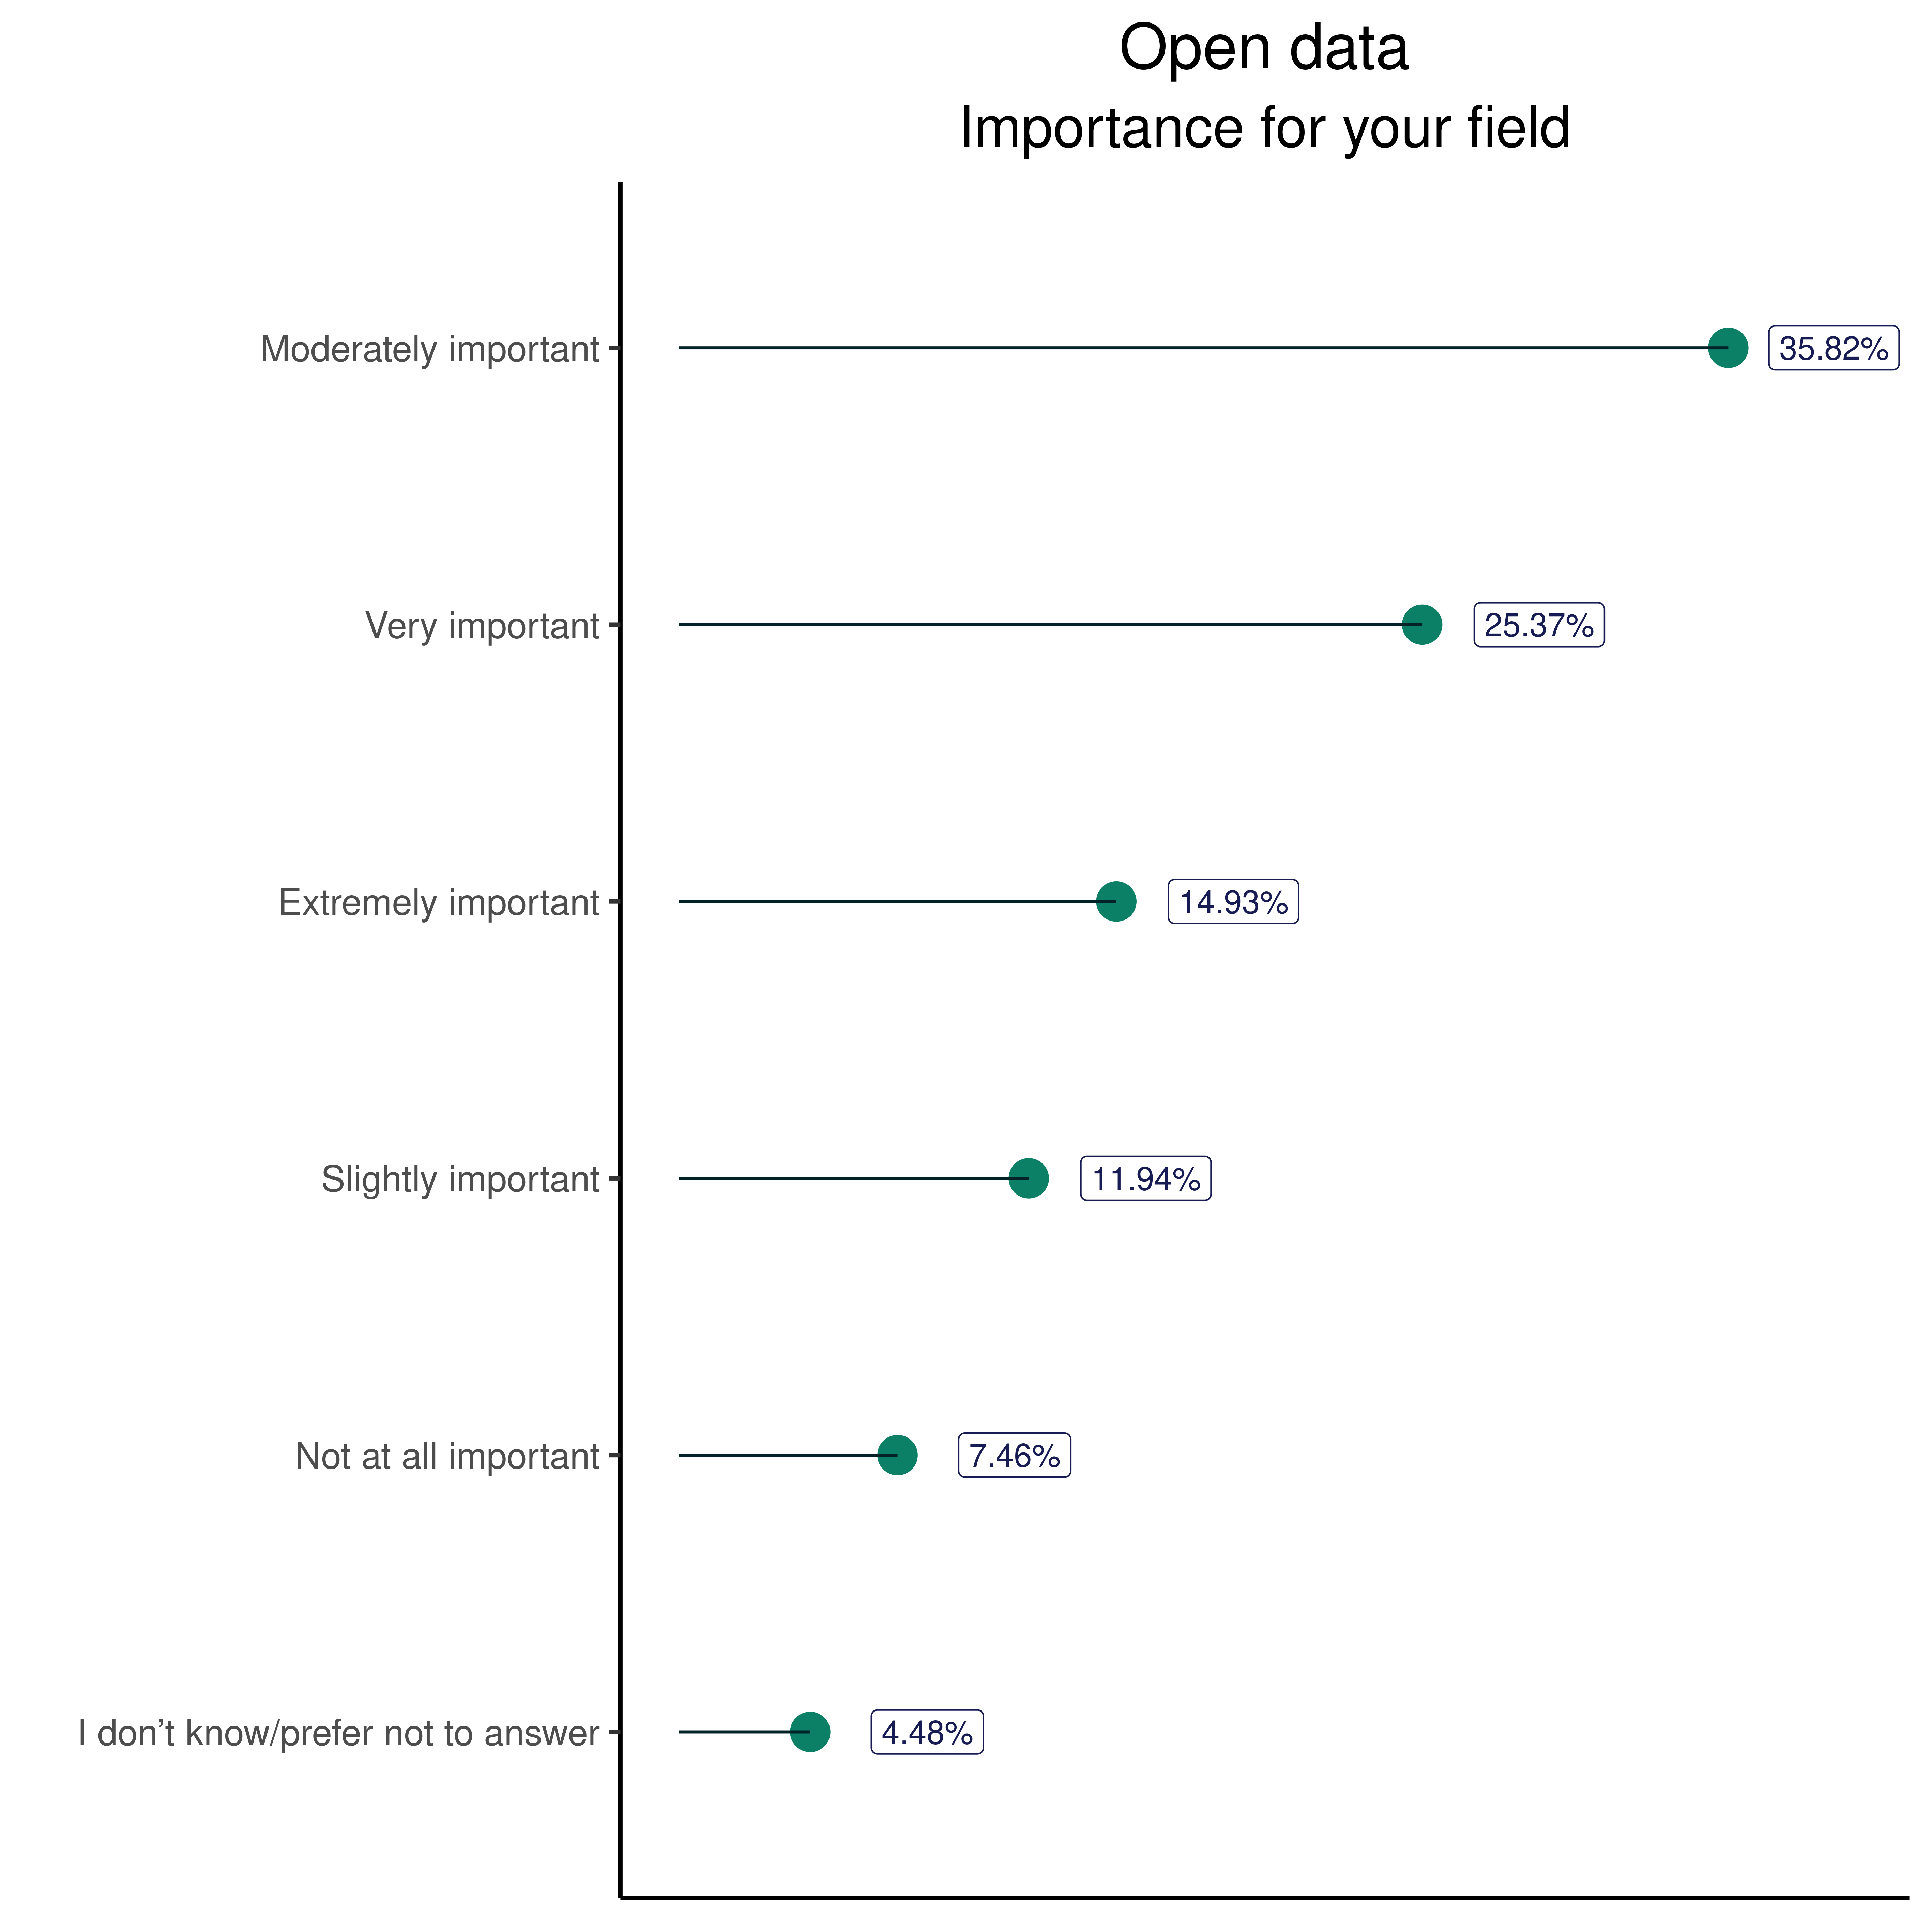 Open data
Importance for your field
Moderately important 35.82%
Very important 25.37%
Extremely important 14.93%
Slightly important 11.94%
Not at all important 7.46%
I don’t know/prefer not to answer 4.48%